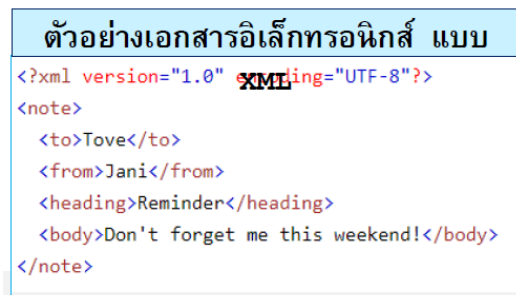 ตัวอย่างเอกสารอิเล็กทรอนิกส์ แบบ
XML
<?xml version="1.0" encoding="UTF-8"?>
<note>
<to>Tove</to>
<from>Jani</from>
<heading>Reminder</heading>
<body>Don't forget me this weekend!</body>
</note>